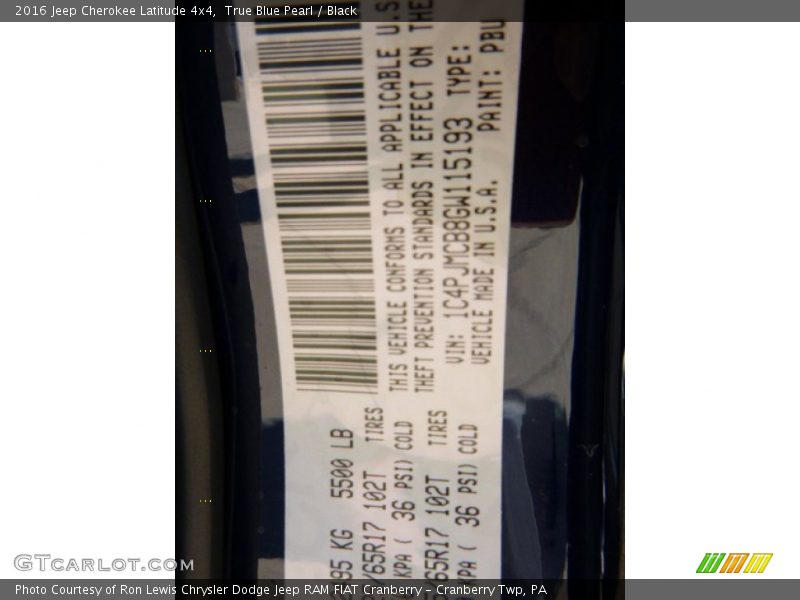 2016 Jeep Cherokee Latitude 4x4,  True Blue Pearl / Black
THIS VEHICLE CONFORMS TO ALL APPLICABLE U.S
THEFT PREVENTION STANDARDS IN EFFECT ON THE
VIN: 1C4PJMCB8GW115193 TYPE:
VEHICLE MADE IN U.S.A. PAINT: PBU
95 KG 5500 LB
/65R17 102T TIRES
KPA ( 36 PSI) COLD
65R17 102T TIRES
KPA ( 36 PSI) COLD
GTcarlot.com
Photo Courtesy of Ron Lewis Chrysler Dodge Jeep RAM FIAT Cranberry – Cranberry Twp, PA